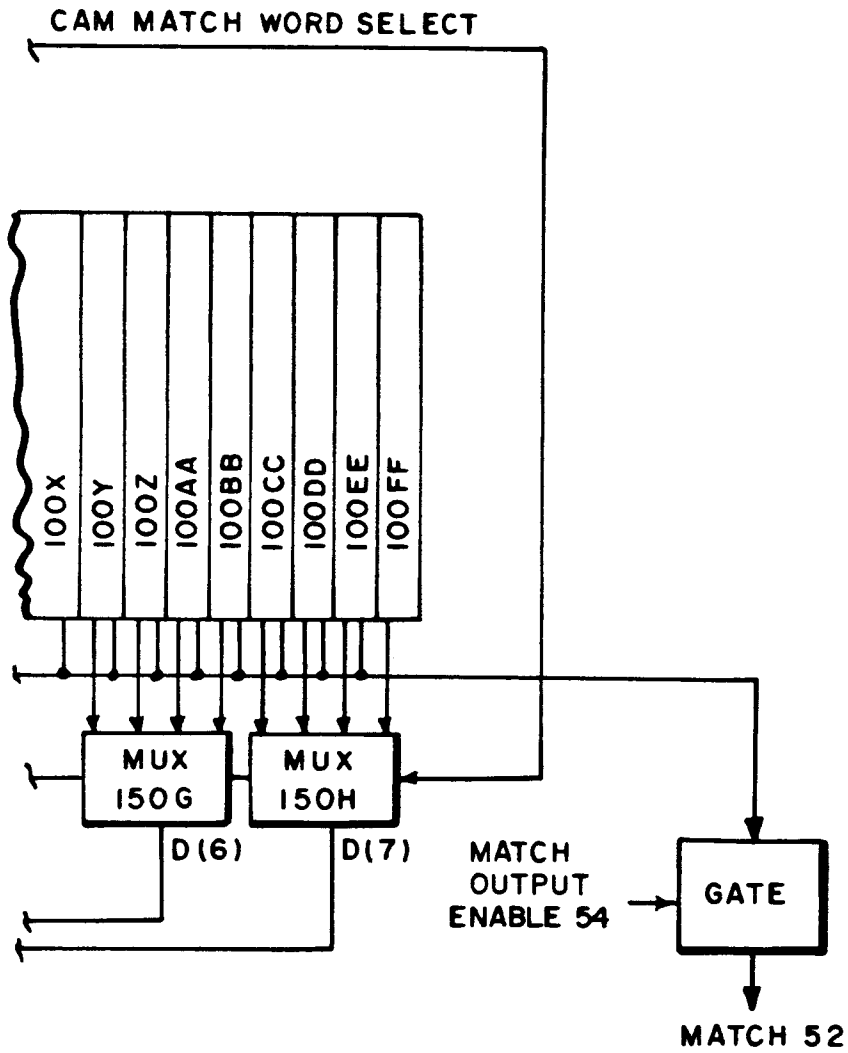 CAM MATCH WORD SELECT
100X
100Y
100Z
100AA
100BB
100CC
100DD
100EE
100FF
MUX
150G
MUX
150H
D(6)
D(7)
MATCH
OUTPUT
ENABLE 54
GATE
MATCH 52